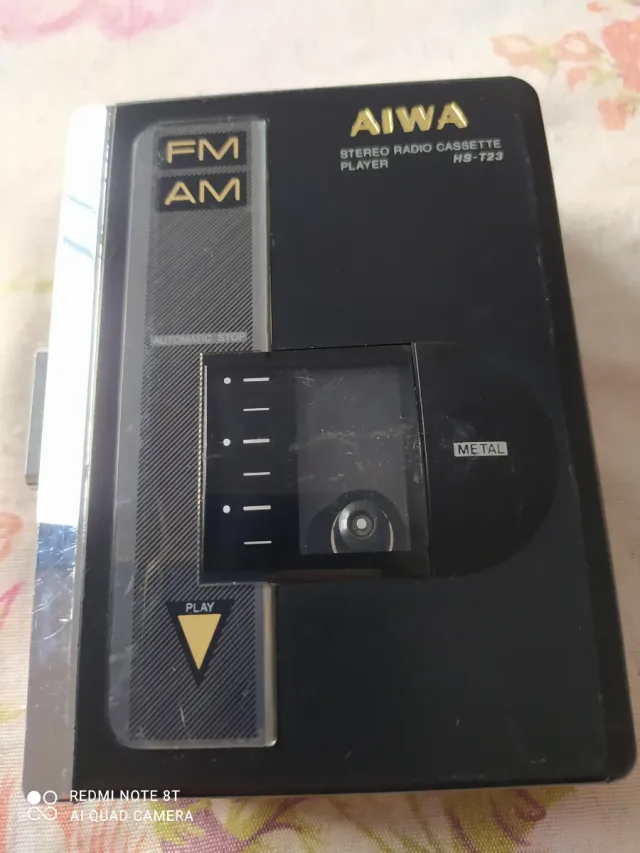 FM
AM
AIWA
STEREO RADIO CASSETTE
PLAYER HS-T23
AUTOMATIC STOP
METAL
PLAY
REDMI NOTE 8T
AI QUAD CAMERA